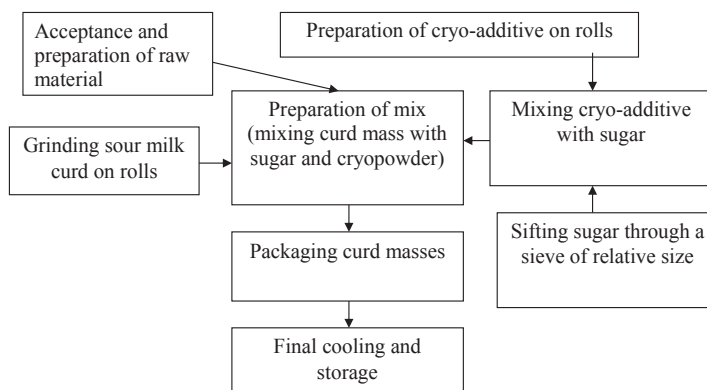 Acceptance and
preparation of raw
material
Preparation of cryo-additive on rolls
Preparation of mix
(mixing curd mass with
sugar and cryopowder)
Mixing cryo-additive
with sugar
Grinding sour milk
curd on rolls
Sifting sugar through a
sieve of relative size
Packaging curd masses
Final cooling and
storage